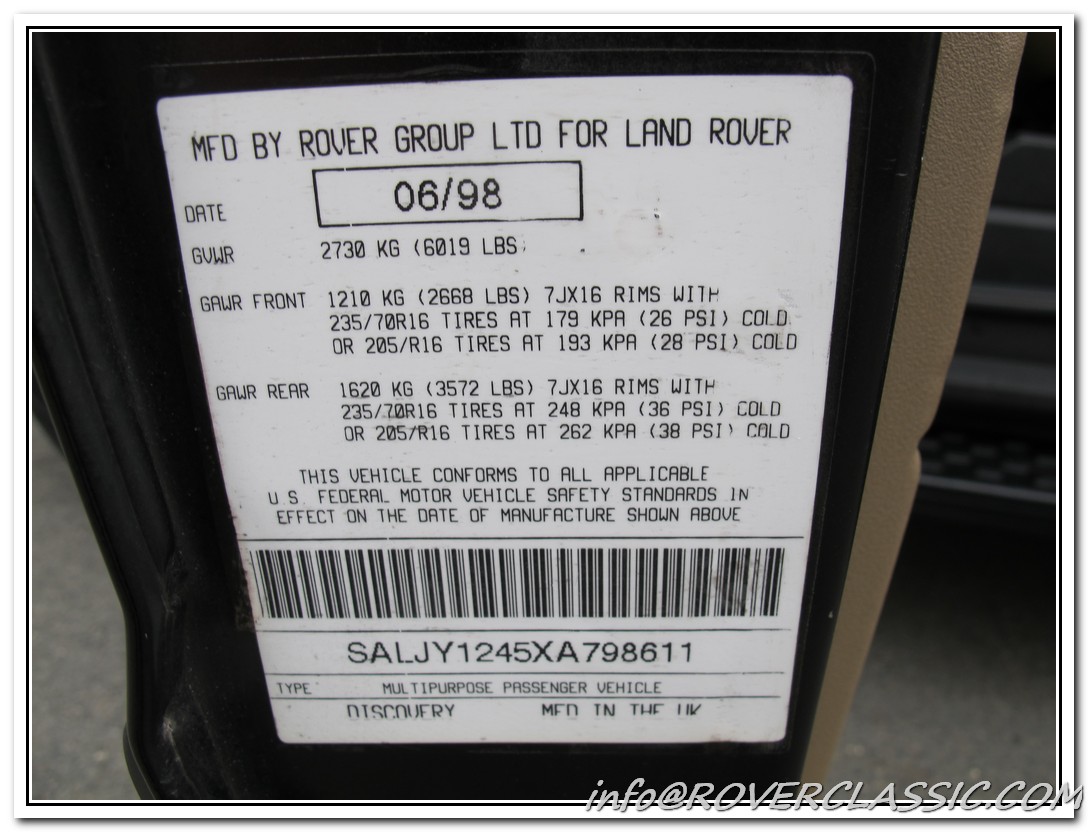 MFD BY ROVER GROUP LTD FOR LAND ROVER
DATE 06/98
GVWR 2730 KG (6019 LBS)
GAWR FRONT 1210 KG (2668 LBS) 7JX16 RIMS WITH
235/70R16 TIRES AT 179 KPA (26 PSI) COLD
OR 205/R16 TIRES AT 193 KPA (28 PSI) COLD
GAWR REAR 1620 KG (3572 LBS) 7JX16 RIMS WITH
235/70R16 TIRES AT 248 KPA (36 PSI) COLD
OR 205/R16 TIRES AT 262 KPA (38 PSI) COLD
THIS VEHICLE CONFORMS TO ALL APPLICABLE
U.S. FEDERAL MOTOR VEHICLE SAFETY STANDARDS IN
EFFECT ON THE DATE OF MANUFACTURE SHOWN ABOVE
SALJY1245XA798611
TYPE MULTIPURPOSE PASSENGER VEHICLE
DISCOVERY MFD IN THE UK
info@ROVERCLASSIC.COM